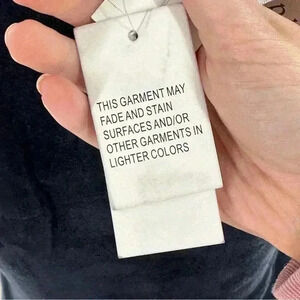 THIS GARMENT MAY
FADE AND STAIN
SURFACES AND/OR
OTHER GARMENTS IN
LIGHTER COLORS